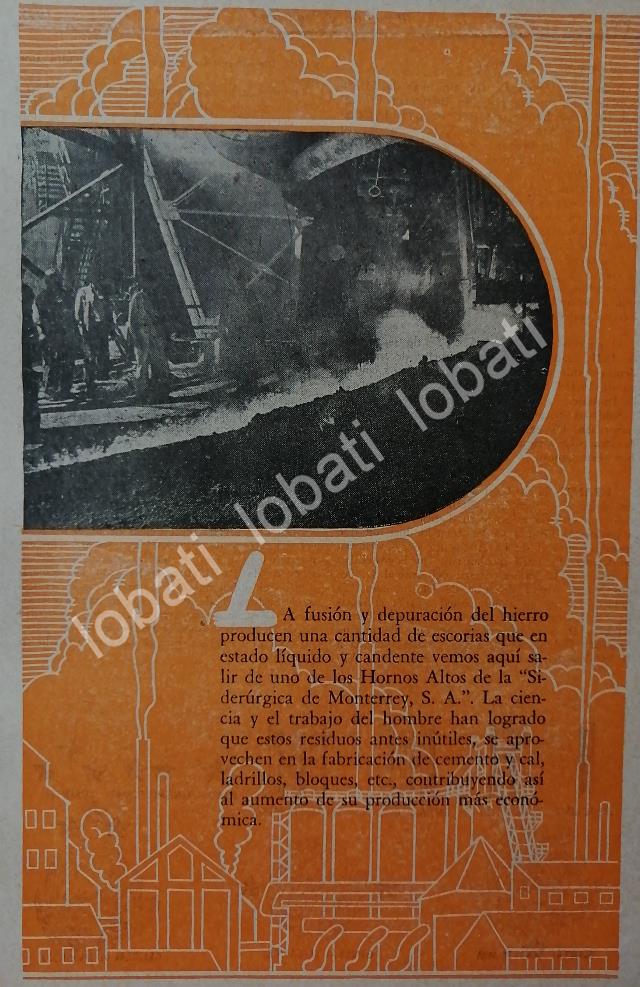 lobati lobati lobati
LA fusión y depuración del hierro
producen una cantidad de escorias que en
estado líquido y candente vemos aquí sa-
lir de uno de los Hornos Altos de la “Si-
derúrgica de Monterrey, S. A.”. La cien-
cia y el trabajo del hombre han logrado
que estos residuos antes inútiles, se apro-
vechen en la fabricación de cemento y cal,
ladrillos, bloques, etc., contribuyendo así
al aumento de su producción más econó-
mica.